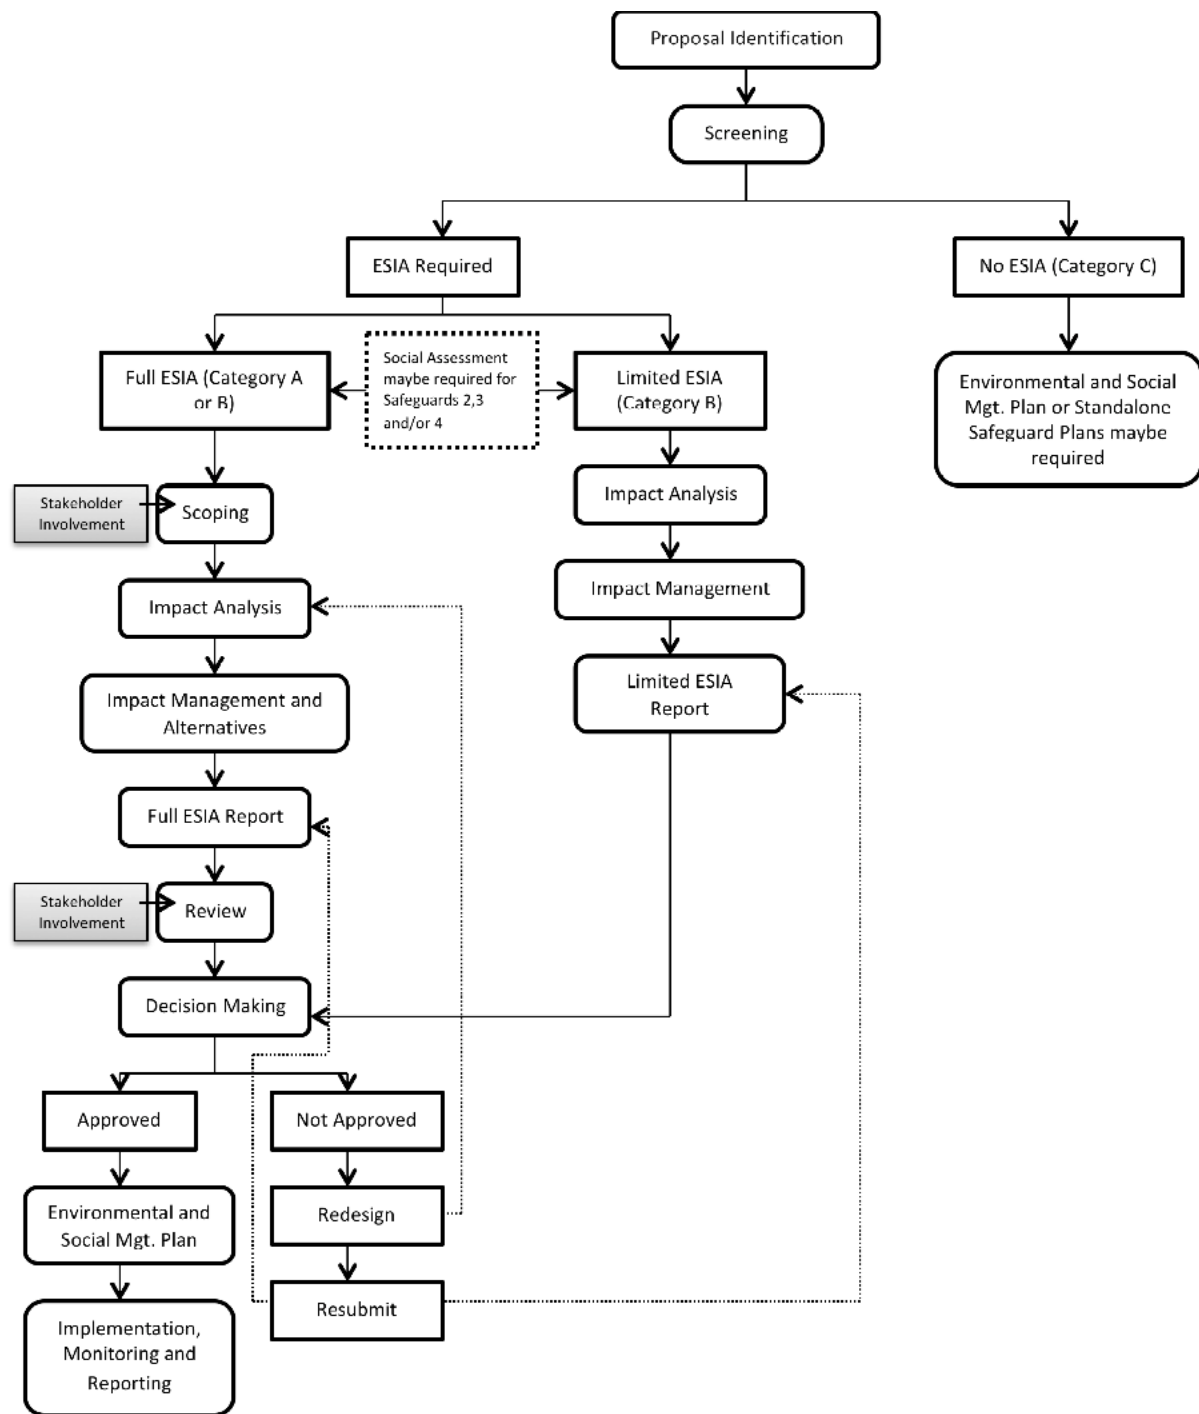 Proposal Identification
Screening
ESIA Required
No ESIA (Category C)
Full ESIA (Category A
or B)
Social Assessment
maybe required for
Safeguards 2,3
and/or 4
Limited ESIA
(Category B)
Environmental and Social
Mgt. Plan or Standalone
Safeguard Plans maybe
required
Stakeholder
Involvement
Scoping
Impact Analysis
Impact Analysis
Impact Management
Impact Management and
Alternatives
Limited ESIA
Report
Full ESIA Report
Stakeholder
Involvement
Review
Decision Making
Approved
Not Approved
Environmental and
Social Mgt. Plan
Redesign
Resubmit
Implementation,
Monitoring and
Reporting